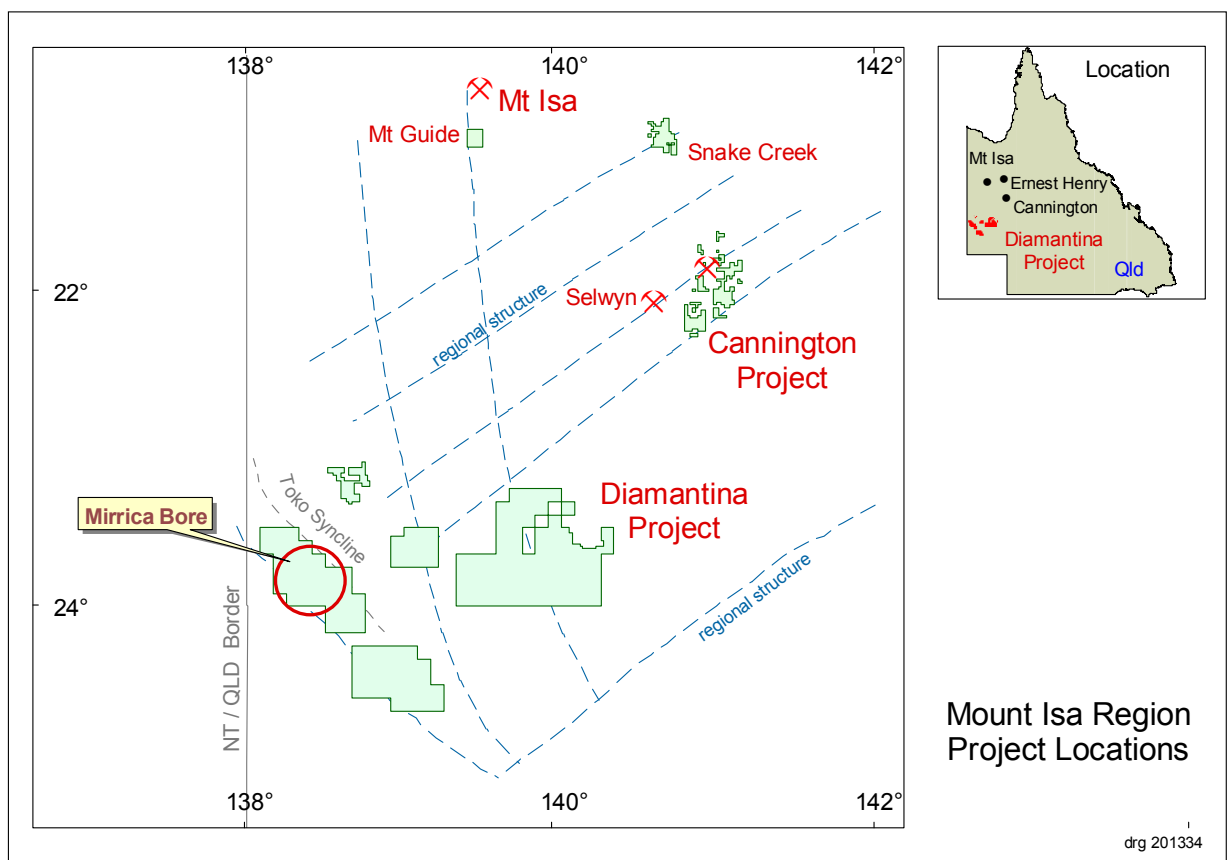 138°
140°
142°
Mt Isa
Mt Guide
Snake Creek
22°
regional structure
Selwyn
Cannington
Project
Toko Syncline
Mirrica Bore
Diamantina
Project
24°
NT / QLD Border
regional structure
138°
140°
142°
Location
Mt Isa
Ernest Henry
Cannington
Diamantina
Project
Qld
Mount Isa Region
Project Locations
drg 201334